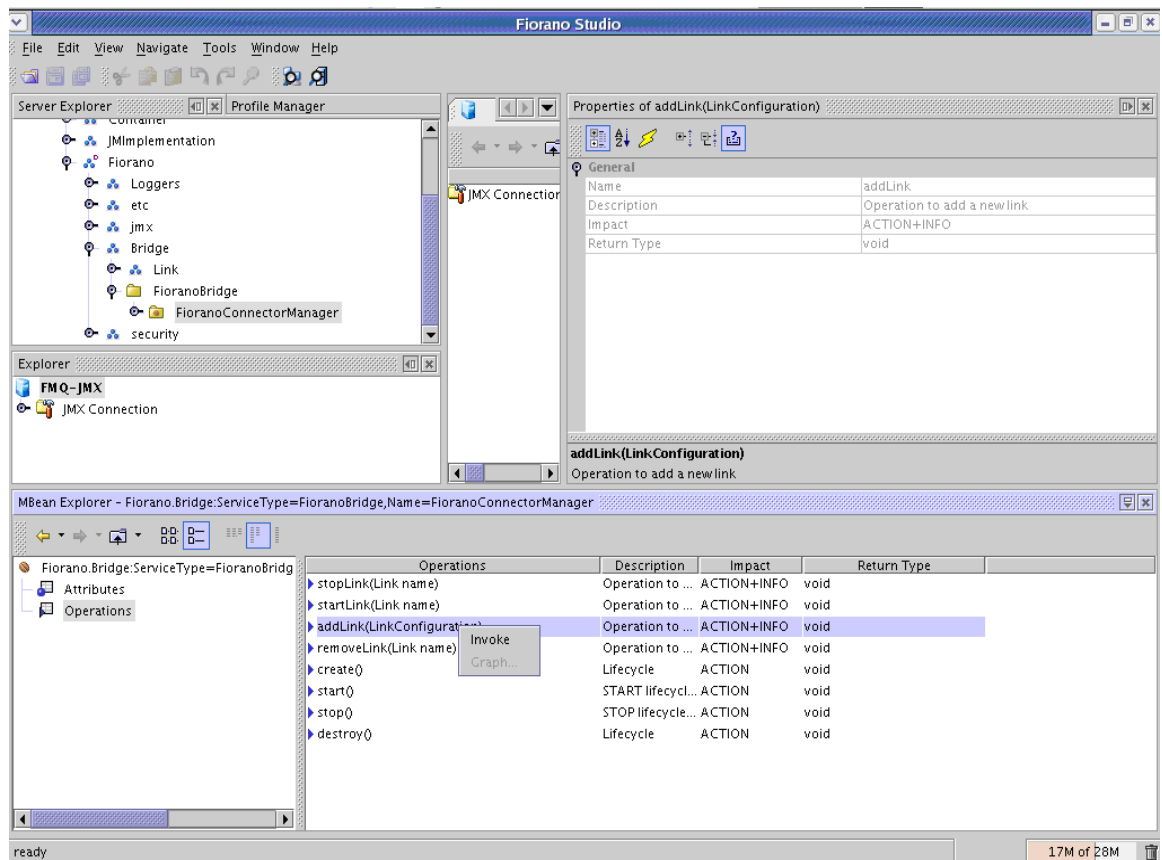 Fiorano Studio
File Edit View Navigate Tools Window Help
Server Explorer Profile Manager
Container
JMImplementation
Fiorano
Loggers
etc
jmx
Bridge
Link
FioranoBridge
FioranoConnectorManager
security
Explorer
FMQ-JMX
JMX Connection
JMX Connection
Properties of addLink(LinkConfiguration)
General
Name addLink
Description Operation to add a new link
Impact ACTION+INFO
Return Type void
addLink(LinkConfiguration)
Operation to add a new link
MBean Explorer - Fiorano.Bridge:ServiceType=FioranoBridge,Name=FioranoConnectorManager
Fiorano.Bridge:ServiceType=FioranoBridg
Attributes
Operations
Operations Description Impact Return Type
stopLink(Link name) Operation to ... ACTION+INFO void
startLink(Link name) Operation to ... ACTION+INFO void
addLink(LinkConfiguration) Operation to ... ACTION+INFO void
removeLink(Link name) Operation to ... ACTION+INFO void
create() Lifecycle ACTION void
start() START lifecycl... ACTION void
stop() STOP lifecycle... ACTION void
destroy() Lifecycle ACTION void
Invoke
Graph...
ready 17M of 28M